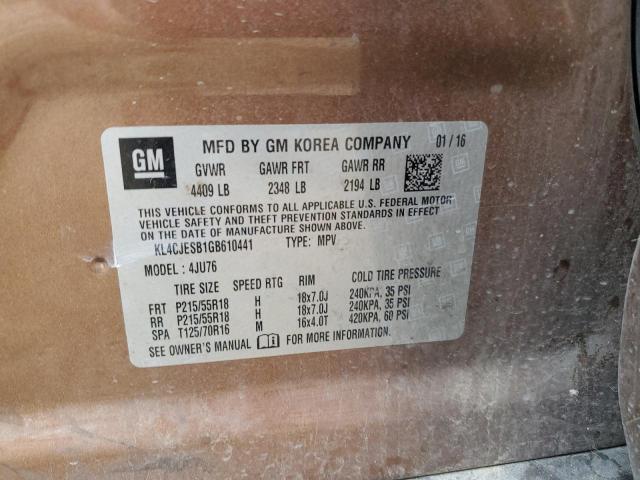 GM
MFD BY GM KOREA COMPANY 01/16
GVWR GAWR FRT GAWR RR
4409 LB 2348 LB 2194 LB
THIS VEHICLE CONFORMS TO ALL APPLICABLE U.S. FEDERAL MOTOR
VEHICLE SAFETY AND THEFT PREVENTION STANDARDS IN EFFECT
ON THE DATE OF MANUFACTURE SHOWN ABOVE.
KL4CJESB1GB610441 TYPE: MPV
MODEL : 4JU76
TIRE SIZE SPEED RTG RIM COLD TIRE PRESSURE
FRT P215/55R18 H 18x7.0J 240KPA, 35 PSI
RR P215/55R18 H 18x7.0J 240KPA, 35 PSI
SPA T125/70R16 M 16x4.0T 420KPA, 60 PSI
SEE OWNER'S MANUAL FOR MORE INFORMATION.